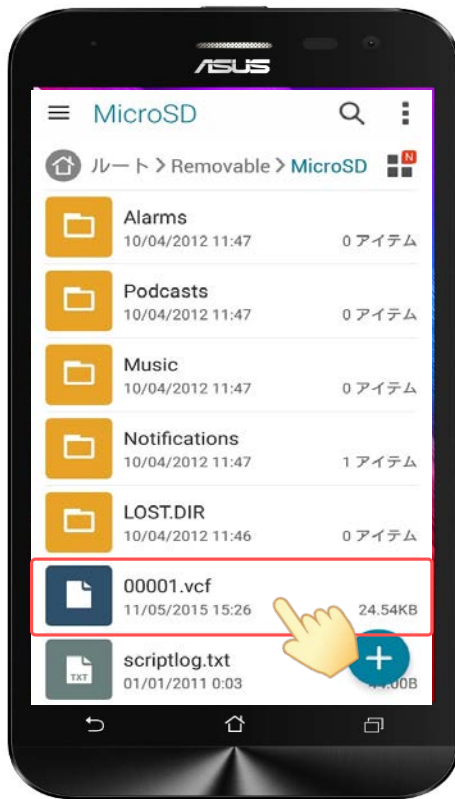 ASUS
MicroSD
ルート > Removable > MicroSD
N
Alarms
10/04/2012 11:47
0 アイテム
Podcasts
10/04/2012 11:47
0 アイテム
Music
10/04/2012 11:47
0 アイテム
Notifications
10/04/2012 11:47
1 アイテム
LOST.DIR
10/04/2012 11:46
0 アイテム
00001.vcf
11/05/2015 15:26
24.54KB
TXT
scriptlog.txt
01/01/2011 0:03